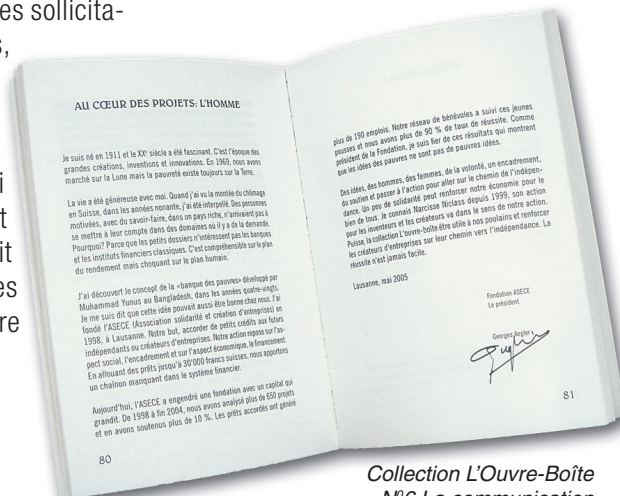 es sollicita-
s,
i
t
it
es
re
AU CŒUR DES PROJETS: L'HOMME
Je suis né en 1911 et le XXe siècle a été fascinant. C'est l'époque des
grandes créations, inventions et innovations. En 1969, nous avons
marché sur la Lune mais la pauvreté existe toujours sur la Terre.
La vie a été généreuse avec moi. Quand j'ai vu la montée du chômage
en Suisse, dans les années nonante, j'ai été interpellé. Des personnes
motivées, avec du savoir-faire, dans un pays riche, n'arrivaient pas à
se mettre à leur compte dans des domaines où il y a de la demande.
Pourquoi? Parce que les petits dossiers n'intéressent pas les banques
et les instituts financiers classiques. C'est compréhensible sur le plan
du rendement mais choquant sur le plan humain.
J'ai découvert le concept de la «banque des pauvres» développé par
Muhammad Yunus au Bangladesh, dans les années quatre-vingts.
Je me suis dit que cette idée pouvait aussi être bonne chez nous. J'ai
fondé l'ASECE (Association solidarité et création d'entreprises) en
1998, à Lausanne. Notre but, accorder de petits crédits aux futurs
indépendants ou créateurs d'entreprises. Notre action repose sur l'as-
pect social, l'encadrement et sur l'aspect économique, le financement.
En allouant des prêts jusqu'à 30'000 francs suisses, nous apportons
un chaînon manquant dans le système financier.
Aujourd'hui, l'ASECE a engendré une fondation avec un capital qui
grandit. De 1998 à fin 2004, nous avons analysé plus de 650 projets
et en avons soutenus plus de 10 %. Les prêts accordés ont généré
80
plus de 190 emplois. Notre réseau de bénévoles a suivi ces jeunes
pousses et nous avons plus de 90 % de taux de réussite. Comme
président de la Fondation, je suis fier de ces résultats qui montrent
que les idées des pauvres ne sont pas de pauvres idées.
Des idées, des hommes, des femmes, de la volonté, un encadrement,
du soutien et passer à l'action pour aller sur le chemin de l'indépen-
dance. Un peu de solidarité peut renforcer notre économie pour le
bien de tous. Je connais Narcisse Niclass depuis 1999, son action
pour les inventeurs et les créateurs va dans le sens de notre action.
Puisse, la collection L'ouvre-boîte être utile à nos poulains et renforcer
les créateurs d'entreprises sur leur chemin vers l'indépendance. La
réussite n'est jamais facile.
Lausanne, mai 2005
Fondation ASECE
Le président
Georges Aegler
81
Collection L'Ouvre-Boîte
No6 La communication